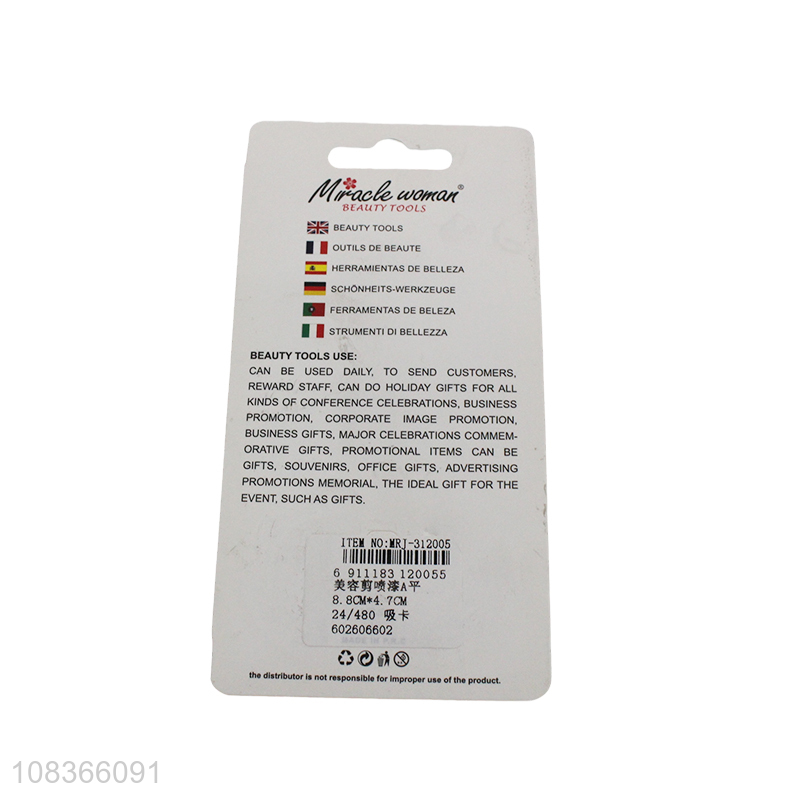 Miracle woman®
BEAUTY TOOLS
BEAUTY TOOLS
OUTILS DE BEAUTE
HERRAMIENTAS DE BELLEZA
SCHÖNHEITS-WERKZEUGE
FERRAMENTAS DE BELEZA
STRUMENTI DI BELLEZZA
BEAUTY TOOLS USE:
CAN BE USED DAILY, TO SEND CUSTOMERS,
REWARD STAFF, CAN DO HOLIDAY GIFTS FOR ALL
KINDS OF CONFERENCE CELEBRATIONS, BUSINESS
PROMOTION, CORPORATE IMAGE PROMOTION,
BUSINESS GIFTS, MAJOR CELEBRATIONS COMMEM-
ORATIVE GIFTS, PROMOTIONAL ITEMS CAN BE
GIFTS, SOUVENIRS, OFFICE GIFTS, ADVERTISING
PROMOTIONS MEMORIAL, THE IDEAL GIFT FOR THE
EVENT, SUCH AS GIFTS.
ITEM NO:MRJ-312005
6 911183 120055
美容剪喷漆A平
8.8CM*4.7CM
24/480 吸卡
602606602
the distributor is not responsible for improper use of the product.
108366091